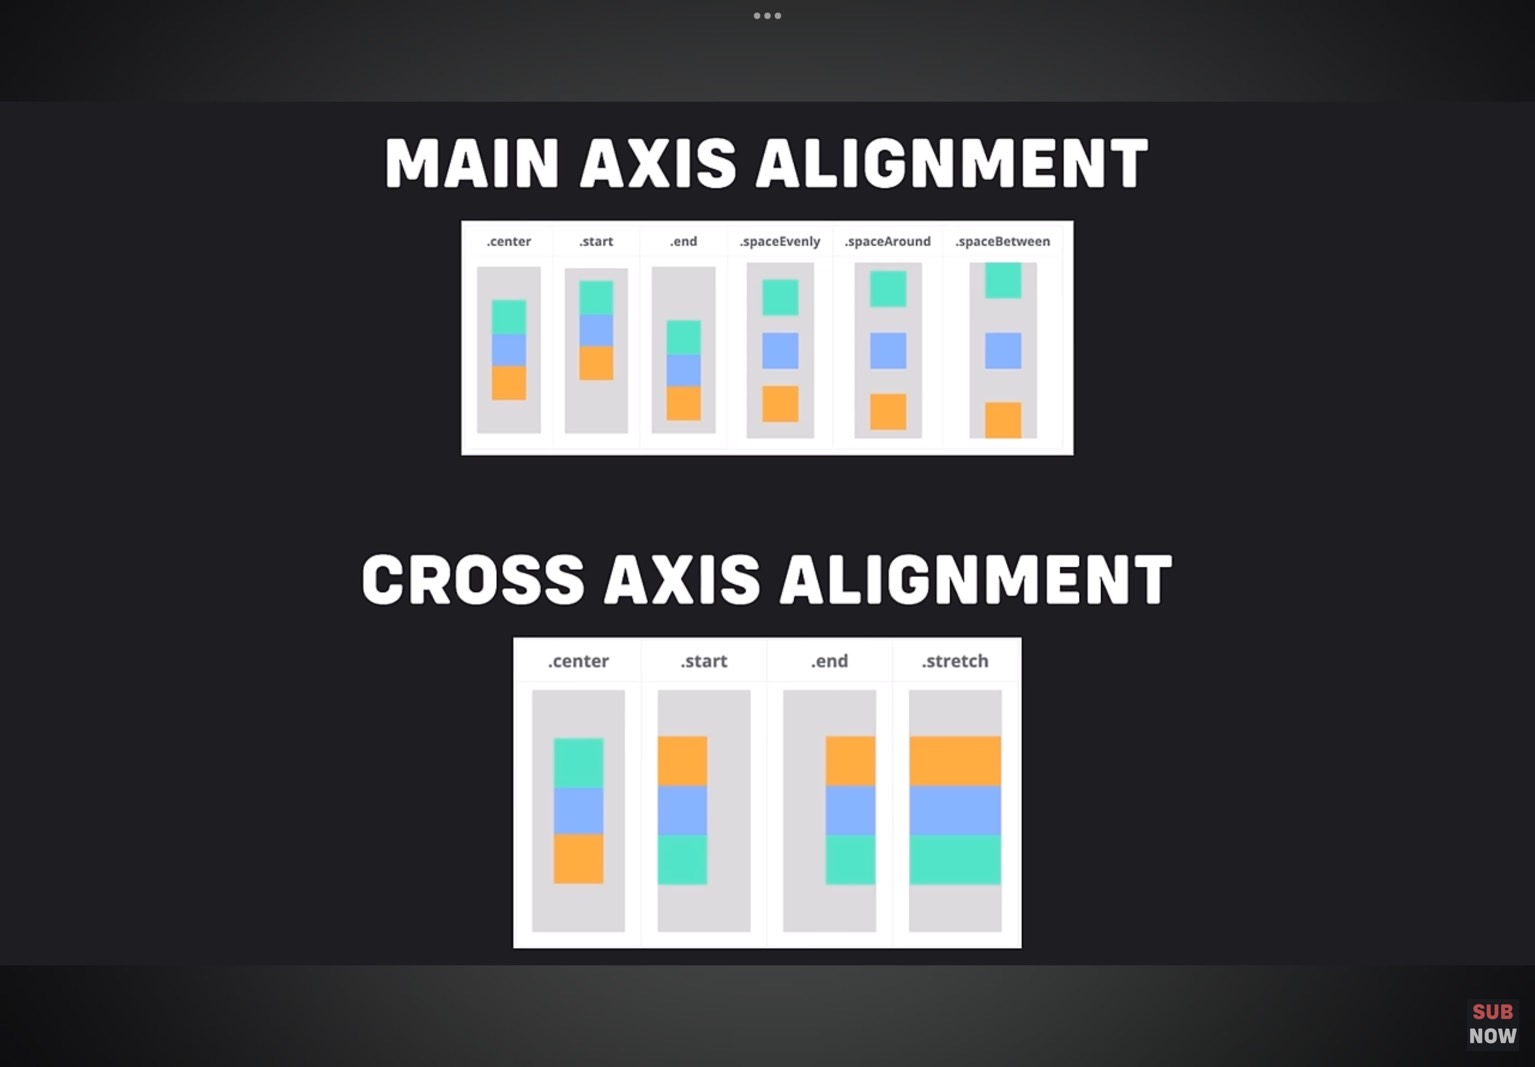 MAIN AXIS ALIGNMENT
.center .start .end .spaceEvenly .spaceAround .spaceBetween
CROSS AXIS ALIGNMENT
.center .start .end .stretch
SUB
NOW